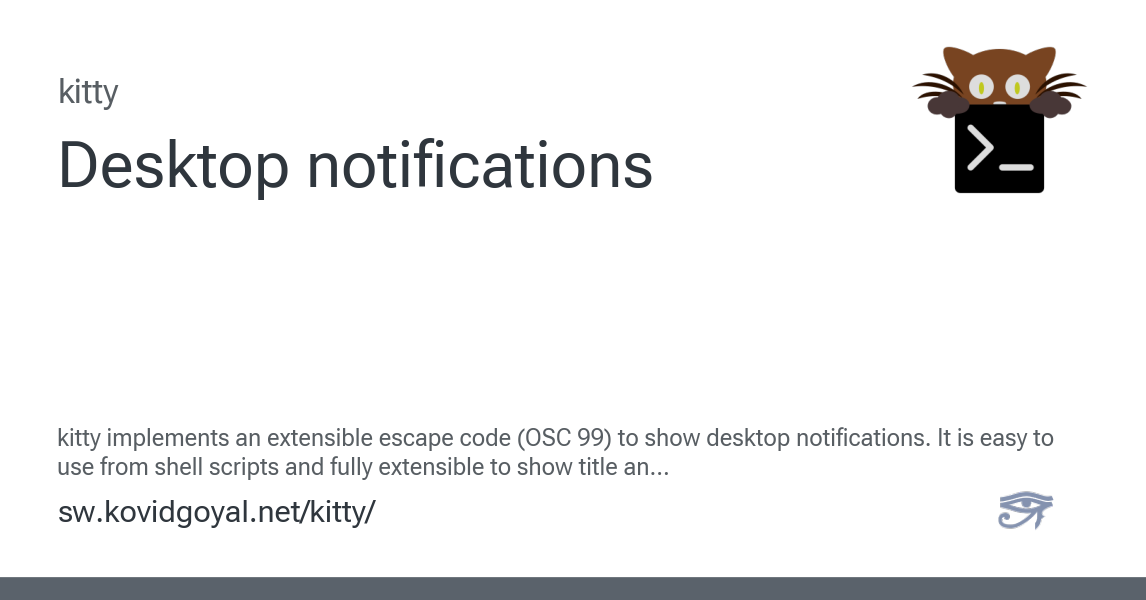 kitty
Desktop notifications
>_
kitty implements an extensible escape code (OSC 99) to show desktop notifications. It is easy to
use from shell scripts and fully extensible to show title an...
sw.kovidgoyal.net/kitty/